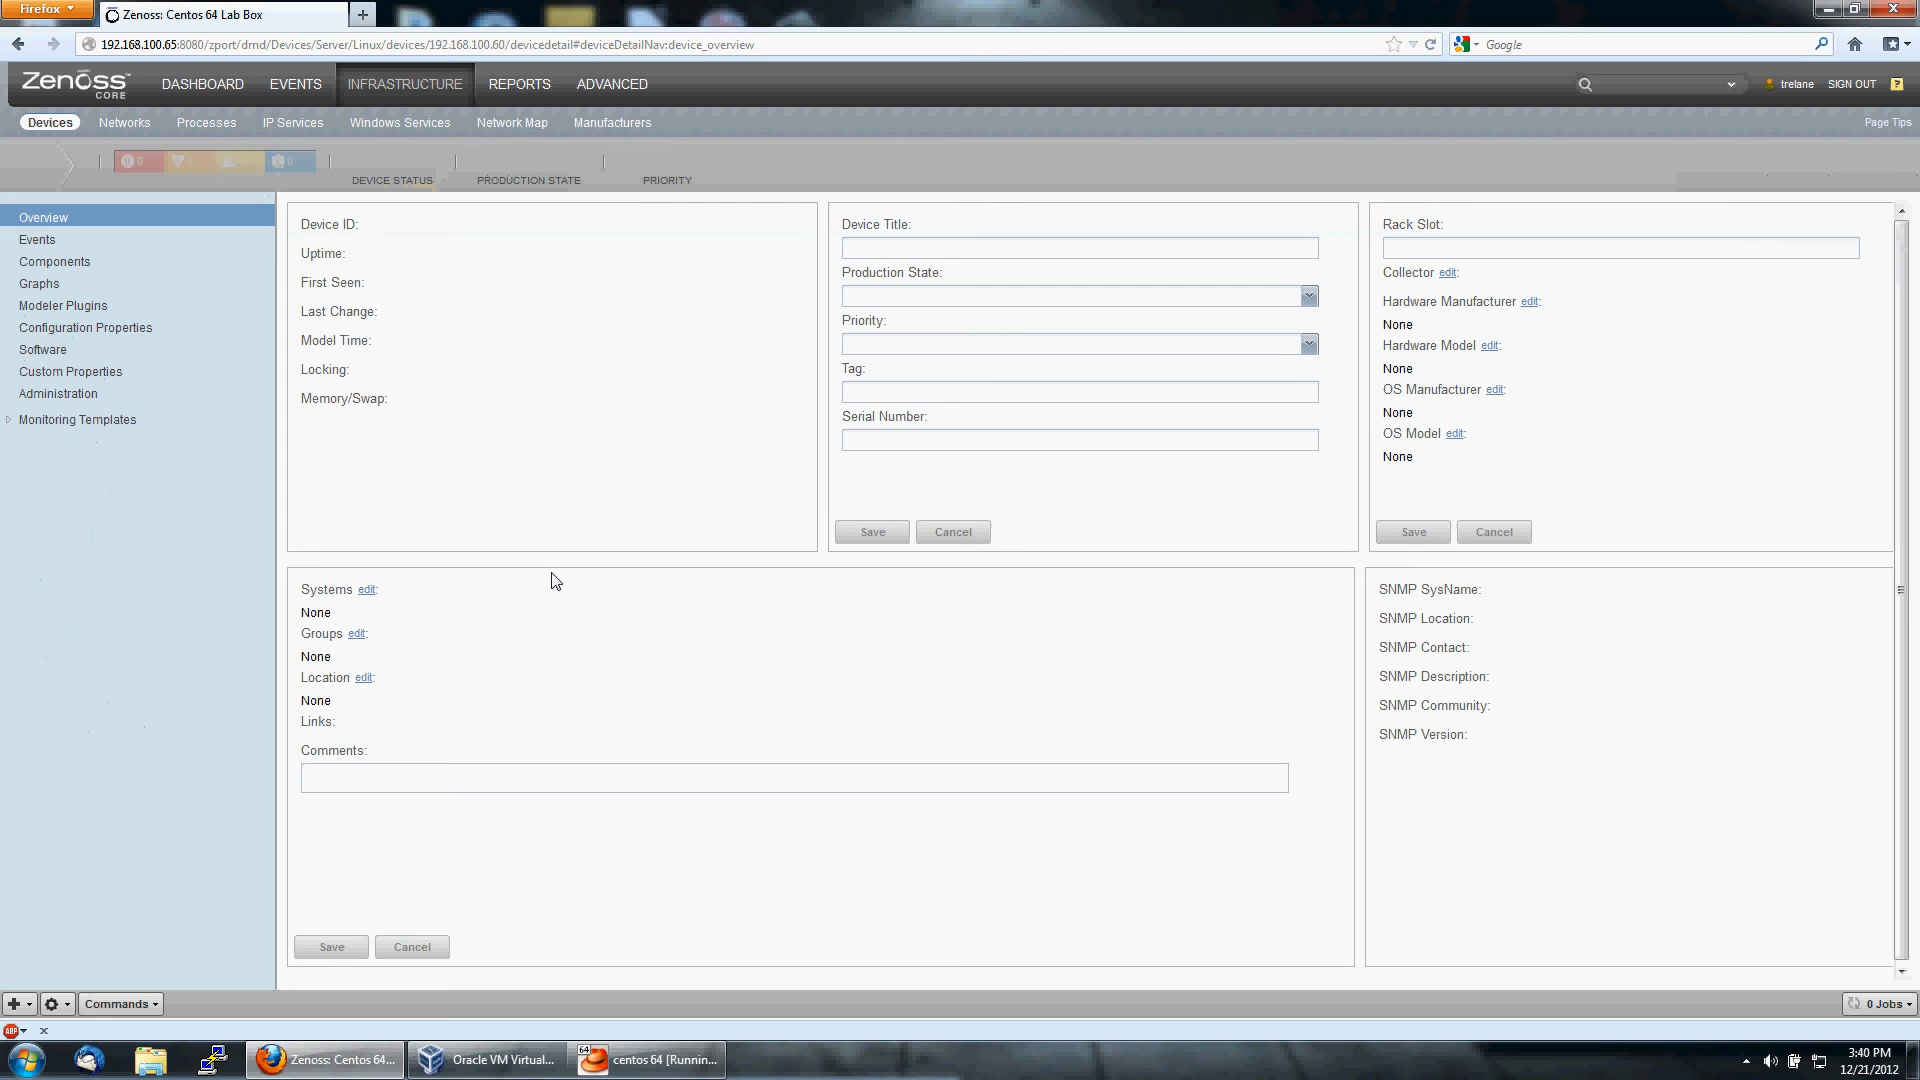 Firefox
Zenoss: Centos 64 Lab Box
192.168.100.65:8080/zport/dmd/Devices/Server/Linux/devices/192.168.100.60/devicedetail#deviceDetailNav:device_overview
Google
Zenoss CORE
DASHBOARD
EVENTS
INFRASTRUCTURE
REPORTS
ADVANCED
trelane
SIGN OUT
?
Devices
Networks
Processes
IP Services
Windows Services
Network Map
Manufacturers
Page Tips
0
0
0
DEVICE STATUS
PRODUCTION STATE
PRIORITY
Overview
Events
Components
Graphs
Modeler Plugins
Configuration Properties
Software
Custom Properties
Administration
Monitoring Templates
Device ID:
Uptime:
First Seen:
Last Change:
Model Time:
Locking:
Memory/Swap:
Device Title:
Production State:
Priority:
Tag:
Serial Number:
Save
Cancel
Rack Slot:
Collector edit:
Hardware Manufacturer edit:
None
Hardware Model edit:
None
OS Manufacturer edit:
None
OS Model edit:
None
Save
Cancel
Systems edit:
None
Groups edit:
None
Location edit:
None
Links:
Comments:
Save
Cancel
SNMP SysName:
SNMP Location:
SNMP Contact:
SNMP Description:
SNMP Community:
SNMP Version:
Commands
0 Jobs
ABP
Zenoss: Centos 64...
Oracle VM Virtual...
64
centos 64 [Runnin...
3:40 PM
12/21/2012